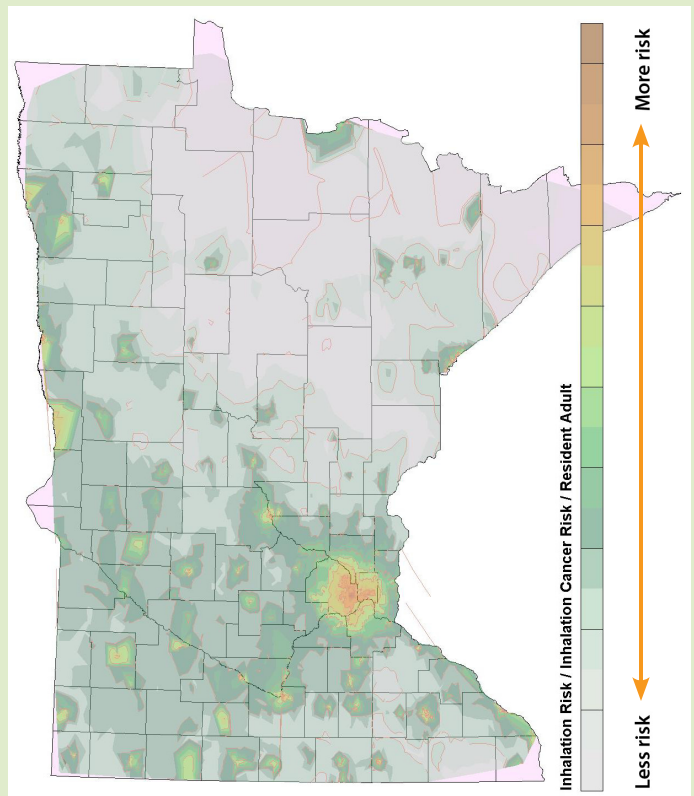 Inhalation Risk / Inhalation Cancer Risk / Resident Adult
More risk
Less risk